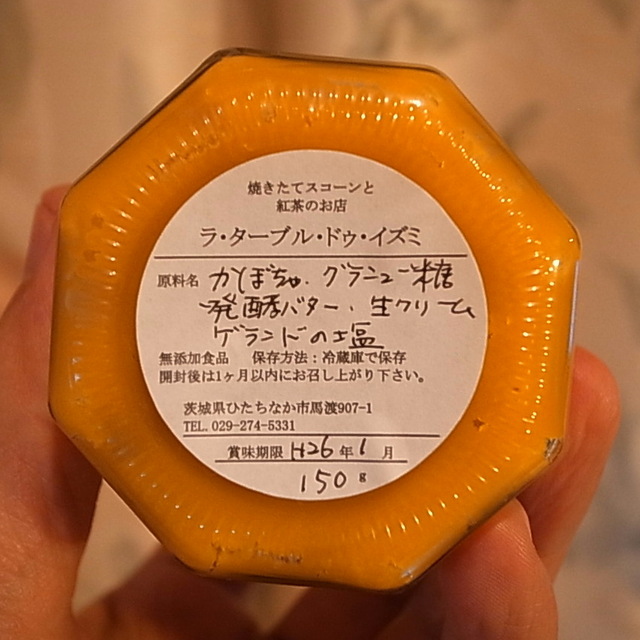 焼きたてスコーンと
紅茶のお店
ラ・ターブル・ドゥ・イズミ
原料名 かぼちゃ、グラニュー糖
発酵バター、生クリーム
ゲランドの塩
無添加食品 保存方法：冷蔵庫で保存
開封後は1ヶ月以内にお召し上がり下さい。
茨城県ひたちなか市馬渡907-1
TEL. 029-274-5331
賞味期限 H26 年 1 月
150 g